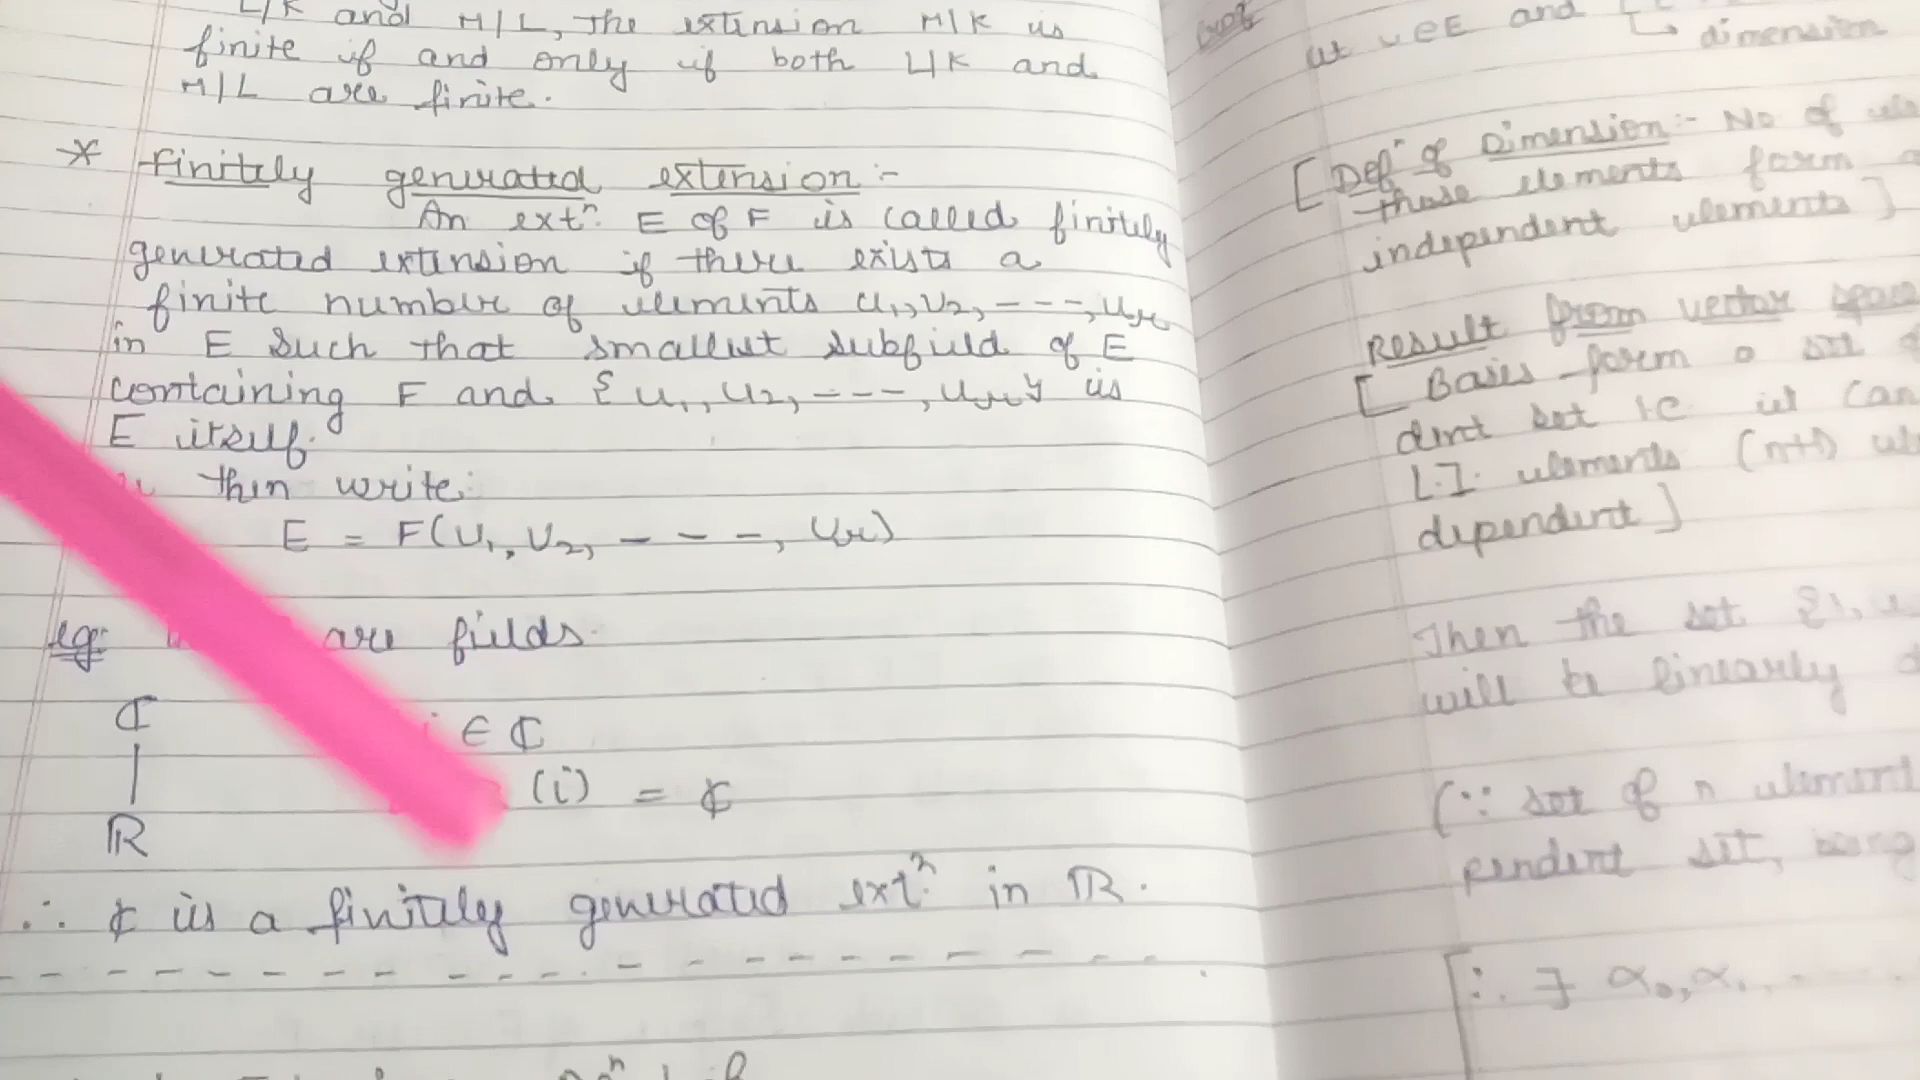 L/K and M/L, the extension M/K is
finite if and only if both L/K and
M/L are finite.
* Finitely generated extension :-
An extⁿ. E of F is called finitely
generated extension if there exists a
finite number of elements u₁, u₂, ---, uᵣ
in E such that smallest subfield of E
containing F and {u₁, u₂, ---, uᵣ} is
E itself.
then write:
E = F(u₁, u₂, - - -, uᵣ)
eg: are fields.
ℂ
i ∈ ℂ
(i) = ℂ
ℝ
∴ ℂ is a finitely generated extⁿ. in ℝ.
at v∈E and
↳ dimension
[Defⁿ of Dimension:- No of
those elements form
independent elements]
Result from vector space
[Basis form a set
dent set ie it can
L.I. elements (n+1)
dependent]
Then the set {1,
will be linearly
(∵ set of n element
pendent set, 
[∴ ∃ α₀, α₁, - - -